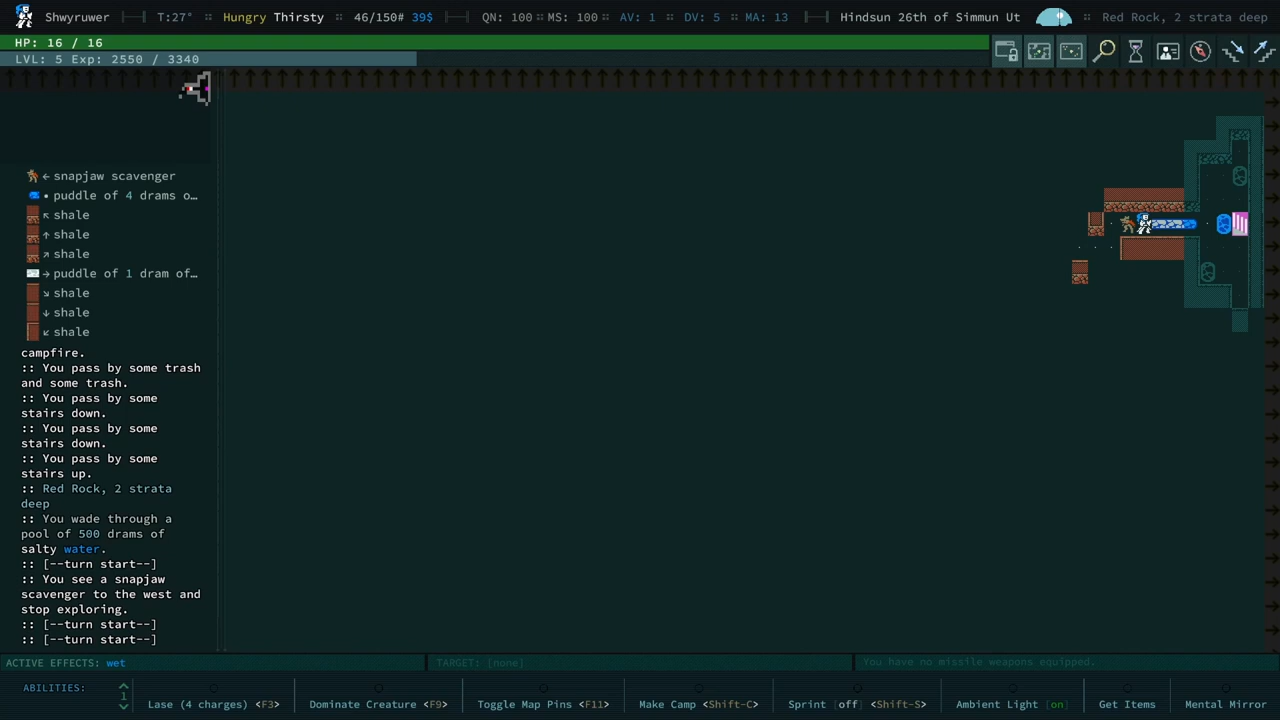 Shwyruwer T:27° Hungry Thirsty 46/150# 39$ QN: 100 MS: 100 AV: 1 DV: 5 MA: 13 Hindsun 26th of Simmun Ut Red Rock, 2 strata deep
HP: 16 / 16
LVL: 5 Exp: 2550 / 3340
snapjaw scavenger
puddle of 4 drams o…
shale
shale
shale
puddle of 1 dram of…
shale
shale
shale
campfire.
:: You pass by some trash
and some trash.
:: You pass by some
stairs down.
:: You pass by some
stairs down.
:: You pass by some
stairs up.
:: Red Rock, 2 strata
deep
:: You wade through a
pool of 500 drams of
salty water.
:: [--turn start--]
:: You see a snapjaw
scavenger to the west and
stop exploring.
:: [--turn start--]
:: [--turn start--]
ACTIVE EFFECTS: wet TARGET: [none] You have no missile weapons equipped.
ABILITIES: 1 Lase (4 charges) <F3> Dominate Creature <F9> Toggle Map Pins <F11> Make Camp <Shift-C> Sprint [off] <Shift-S> Ambient Light [on] Get Items Mental Mirror